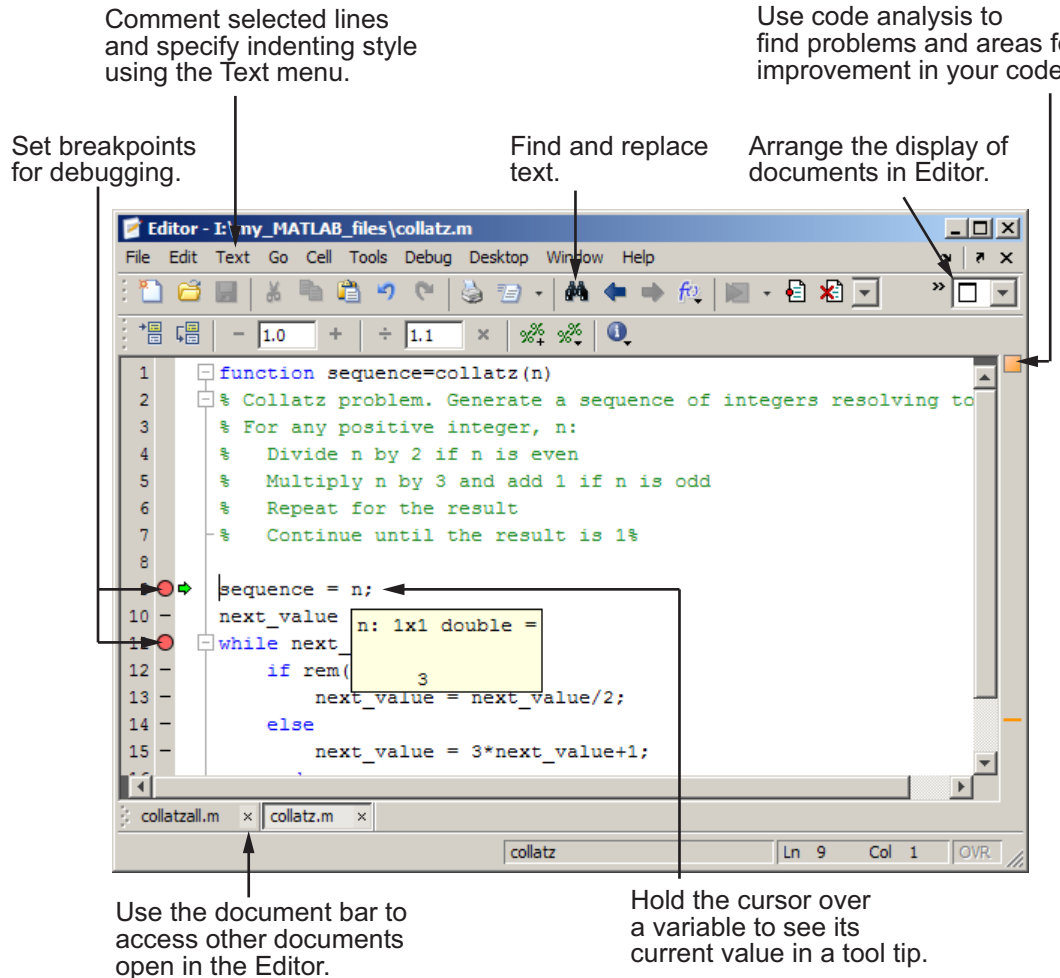 Comment selected lines
and specify indenting style
using the Text menu.
Use code analysis to
find problems and areas
improvement in your code
Set breakpoints
for debugging.
Find and replace
text.
Arrange the display of
documents in Editor.
Editor - I:\my_MATLAB_files\collatz.m
File Edit Text Go Cell Tools Debug Desktop Window Help
- 1.0 + ÷ 1.1 ×
1 function sequence=collatz(n)
2 % Collatz problem. Generate a sequence of integers resolving to
3 % For any positive integer, n:
4 % Divide n by 2 if n is even
5 % Multiply n by 3 and add 1 if n is odd
6 % Repeat for the result
7 % Continue until the result is 1%
8
9 sequence = n;
10 - next_value
n: 1x1 double =
3
11 while next_
12 - if rem(
13 - next_value = next_value/2;
14 - else
15 - next_value = 3*next_value+1;
collatzall.m × collatz.m ×
collatz Ln 9 Col 1 OVR
Use the document bar to
access other documents
open in the Editor.
Hold the cursor over
a variable to see its
current value in a tool tip.